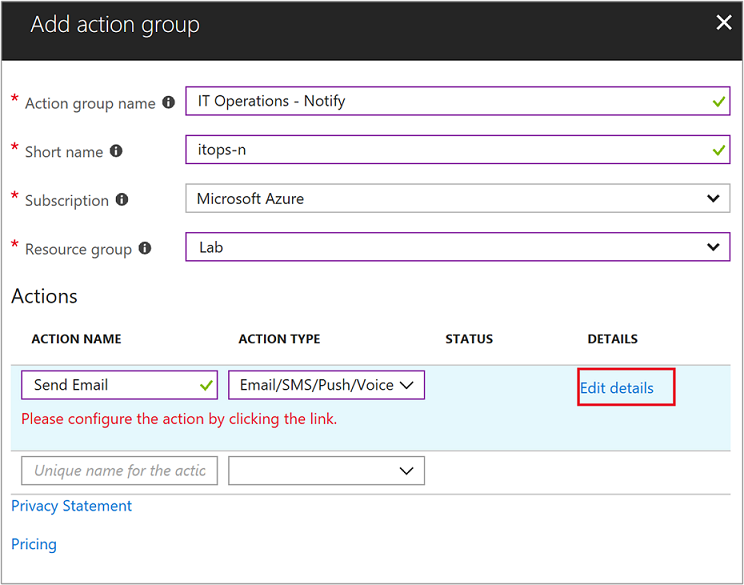 Add action group
* Action group name IT Operations - Notify
* Short name itops-n
* Subscription Microsoft Azure
* Resource group Lab
Actions
ACTION NAME ACTION TYPE STATUS DETAILS
Send Email Email/SMS/Push/Voice Edit details
Please configure the action by clicking the link.
Unique name for the actic
Privacy Statement
Pricing